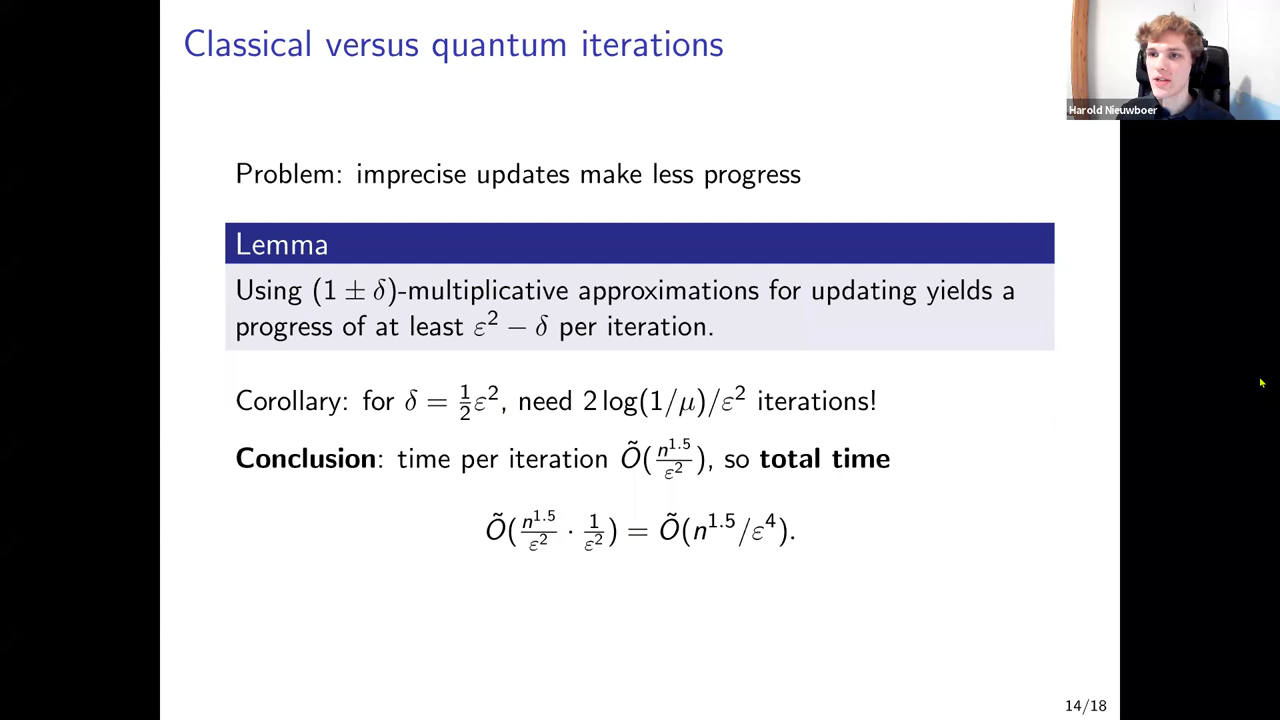 Classical versus quantum iterations
Harold Nieuwboer
Problem: imprecise updates make less progress
Lemma
Using (1 ± δ)-multiplicative approximations for updating yields a
progress of at least ε² − δ per iteration.
Corollary: for δ = ½ε², need 2 log(1/μ)/ε² iterations!
Conclusion: time per iteration Õ(n^1.5/ε²), so total time
Õ(n^1.5/ε² · 1/ε²) = Õ(n^1.5/ε⁴).
14/18